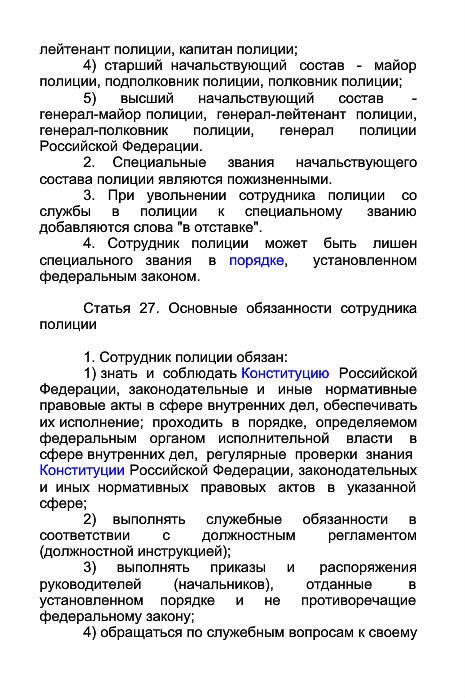 лейтенант полиции, капитан полиции;
4) старший начальствующий состав - майор
полиции, подполковник полиции, полковник полиции;
5) высший начальствующий состав -
генерал-майор полиции, генерал-лейтенант полиции,
генерал-полковник полиции, генерал полиции
Российской Федерации.
2. Специальные звания начальствующего
состава полиции являются пожизненными.
3. При увольнении сотрудника полиции со
службы в полиции к специальному званию
добавляются слова "в отставке".
4. Сотрудник полиции может быть лишен
специального звания в порядке, установленном
федеральным законом.
Статья 27. Основные обязанности сотрудника
полиции
1. Сотрудник полиции обязан:
1) знать и соблюдать Конституцию Российской
Федерации, законодательные и иные нормативные
правовые акты в сфере внутренних дел, обеспечивать
их исполнение; проходить в порядке, определяемом
федеральным органом исполнительной власти в
сфере внутренних дел, регулярные проверки знания
Конституции Российской Федерации, законодательных
и иных нормативных правовых актов в указанной
сфере;
2) выполнять служебные обязанности в
соответствии с должностным регламентом
(должностной инструкцией);
3) выполнять приказы и распоряжения
руководителей (начальников), отданные в
установленном порядке и не противоречащие
федеральному закону;
4) обращаться по служебным вопросам к своему